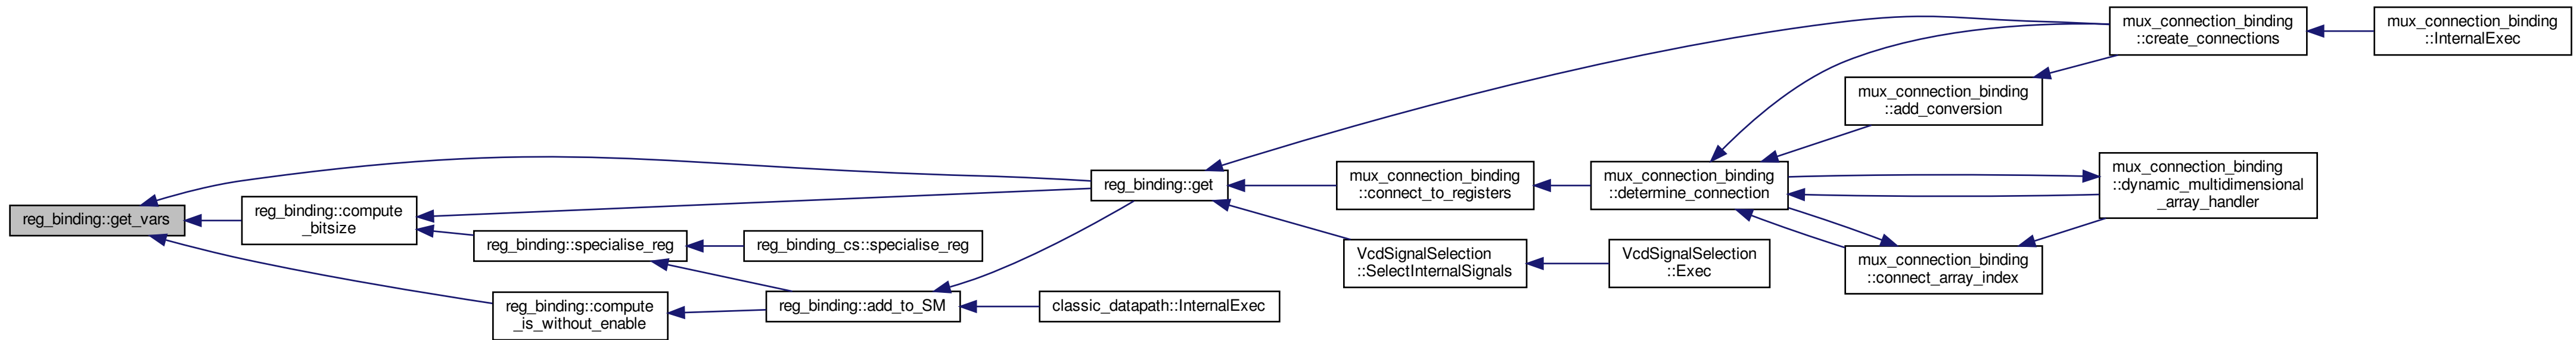 reg_binding::get_vars
reg_binding::compute
_bitsize
reg_binding::compute
_is_without_enable
reg_binding::specialise_reg
reg_binding_cs::specialise_reg
reg_binding::add_to_SM
classic_datapath::InternalExec
reg_binding::get
mux_connection_binding
::connect_to_registers
VcdSignalSelection
::SelectInternalSignals
mux_connection_binding
::determine_connection
VcdSignalSelection
::Exec
mux_connection_binding
::create_connections
mux_connection_binding
::InternalExec
mux_connection_binding
::add_conversion
mux_connection_binding
::dynamic_multidimensional
_array_handler
mux_connection_binding
::connect_array_index